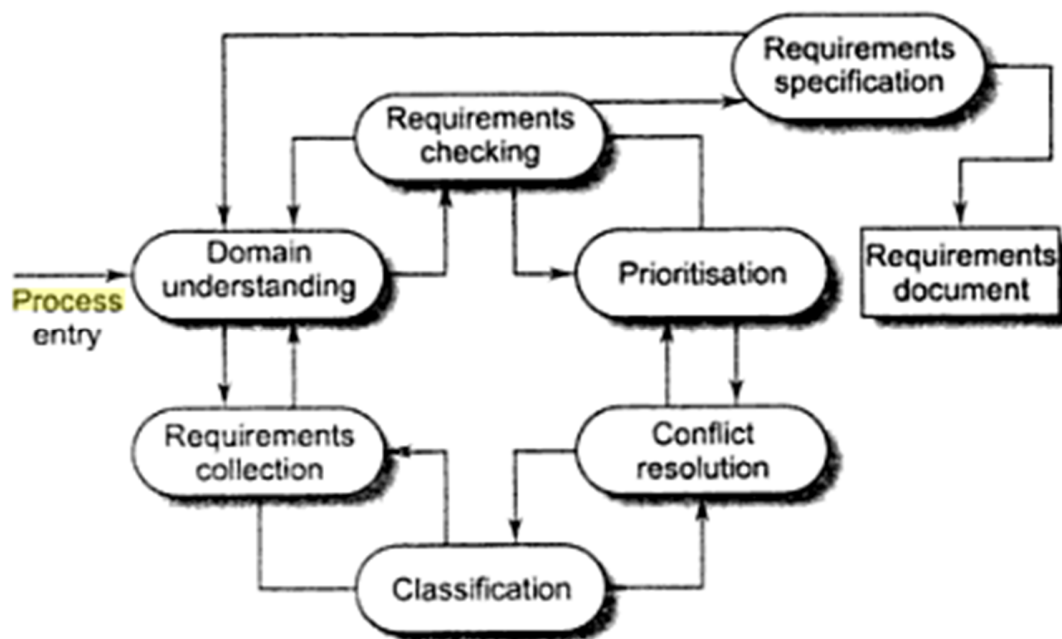 Requirements
specification
Requirements
checking
Domain
understanding
Prioritisation
Requirements
document
Process
entry
Requirements
collection
Conflict
resolution
Classification